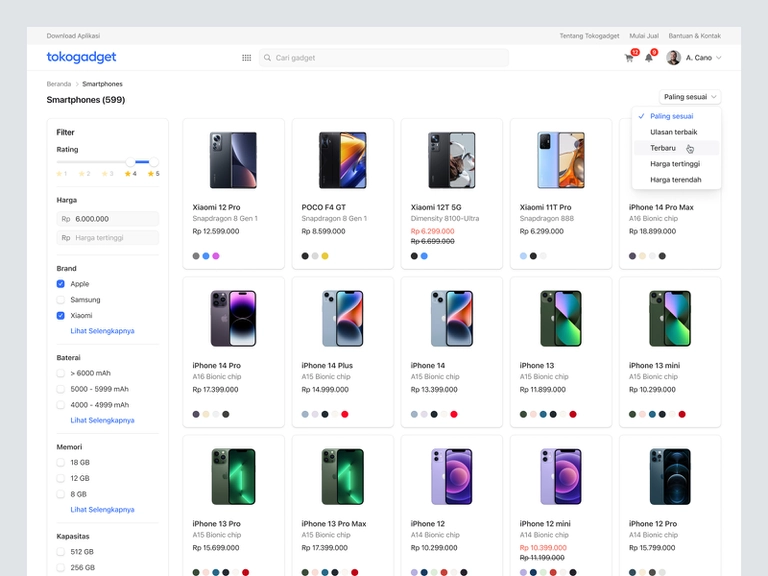 Download Aplikasi
Tentang Tokogadget Mulai Jual Bantuan & Kontak
tokogadget
Cari gadget
12
9
A. Cano
Beranda > Smartphones
Smartphones (599)
Paling sesuai
Paling sesuai
Ulasan terbaik
Terbaru
Harga tertinggi
Harga terendah
Filter
Rating
1 2 3 4 5
Harga
Rp 6.000.000
Rp Harga tertinggi
Brand
Apple
Samsung
Xiaomi
Lihat Selengkapnya
Baterai
> 6000 mAh
5000 - 5999 mAh
4000 - 4999 mAh
Lihat Selengkapnya
Memori
18 GB
12 GB
8 GB
Lihat Selengkapnya
Kapasitas
512 GB
256 GB
Xiaomi 12 Pro
Snapdragon 8 Gen 1
Rp 12.599.000
POCO F4 GT
Snapdragon 8 Gen 1
Rp 8.599.000
Xiaomi 12T 5G
Dimensity 8100-Ultra
Rp 6.299.000
Rp 6.699.000
Xiaomi 11T Pro
Snapdragon 888
Rp 6.299.000
iPhone 14 Pro Max
A16 Bionic chip
Rp 18.899.000
iPhone 14 Pro
A16 Bionic chip
Rp 17.399.000
iPhone 14 Plus
A15 Bionic chip
Rp 14.999.000
iPhone 14
A15 Bionic chip
Rp 13.399.000
iPhone 13
A15 Bionic chip
Rp 11.899.000
iPhone 13 mini
A15 Bionic chip
Rp 10.299.000
iPhone 13 Pro
A15 Bionic chip
Rp 15.699.000
iPhone 13 Pro Max
A15 Bionic chip
Rp 17.399.000
iPhone 12
A14 Bionic chip
Rp 10.299.000
iPhone 12 mini
A14 Bionic chip
Rp 10.399.000
Rp 11.199.000
iPhone 12 Pro
A14 Bionic chip
Rp 15.799.000